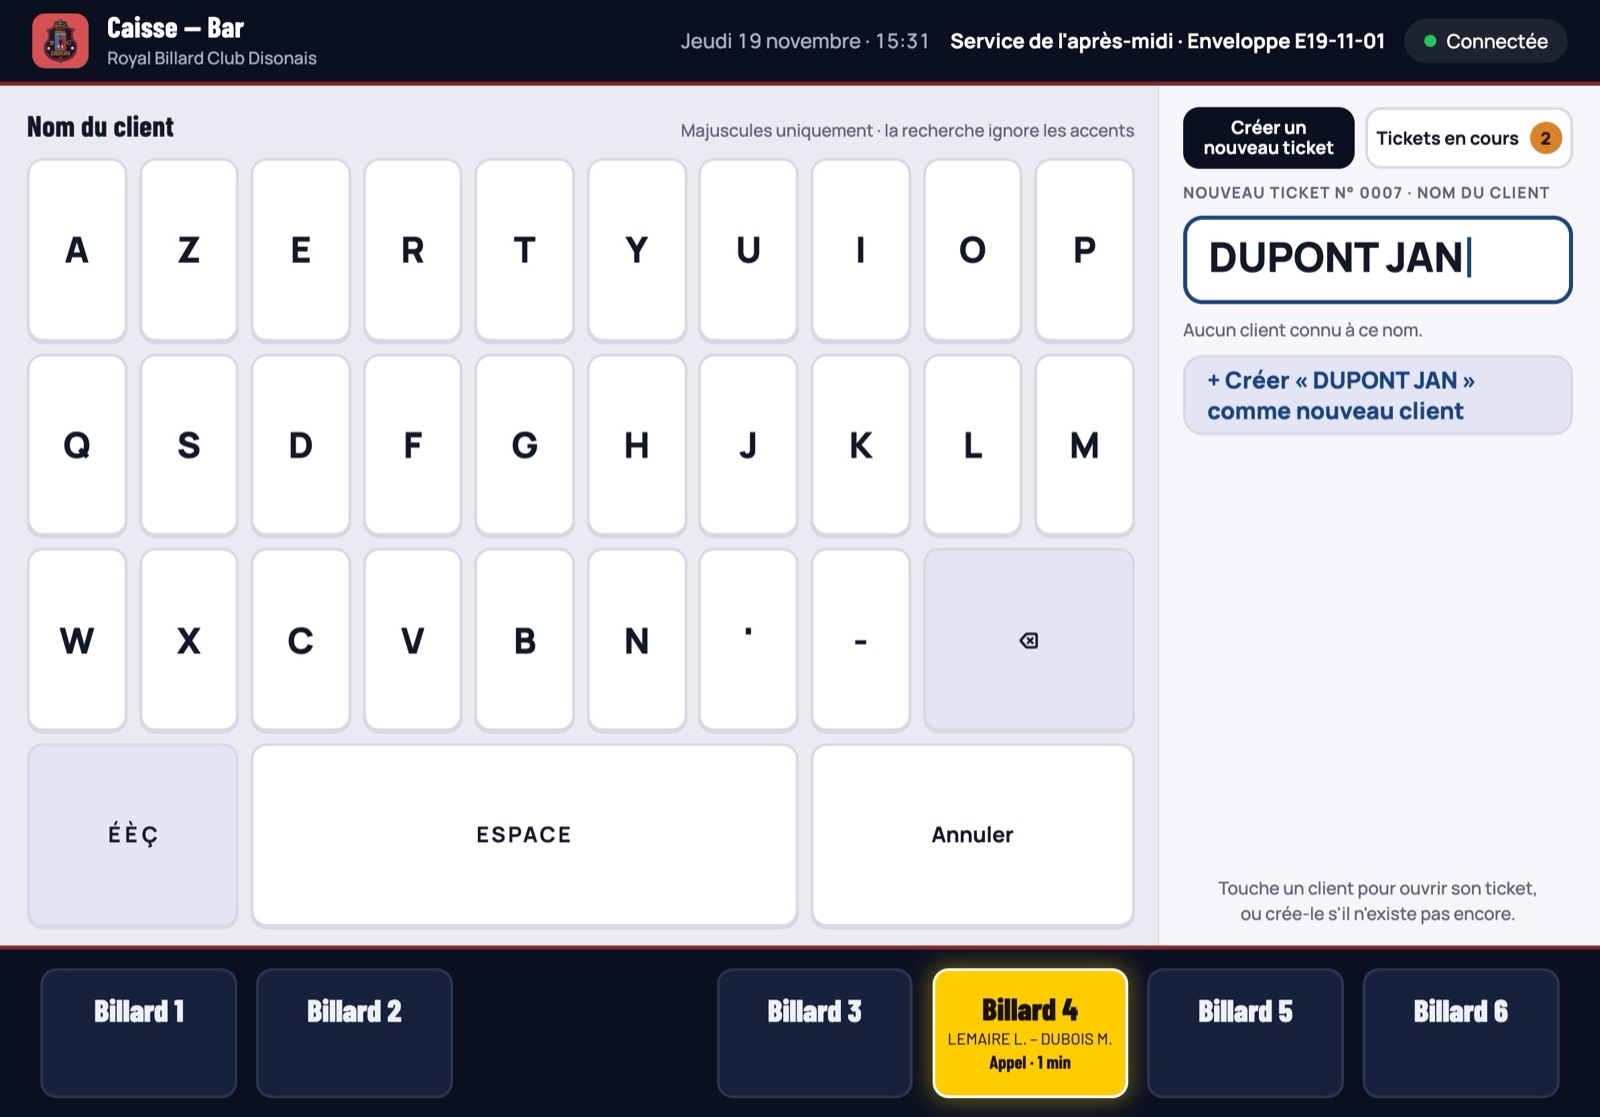 Caisse – Bar
Royal Billard Club Disonais
Jeudi 19 novembre · 15:31
Service de l'après-midi · Enveloppe E19-11-01
Connectée
Nom du client
Majuscules uniquement · la recherche ignore les accents
A Z E R T Y U I O P
Q S D F G H J K L M
W X C V B N ' -
ÉÈÇ ESPACE Annuler
Créer un
nouveau ticket
Tickets en cours 2
NOUVEAU TICKET N° 0007 · NOM DU CLIENT
DUPONT JAN
Aucun client connu à ce nom.
+ Créer « DUPONT JAN »
comme nouveau client
Touche un client pour ouvrir son ticket,
ou crée-le s'il n'existe pas encore.
Billard 1
Billard 2
Billard 3
Billard 4
LEMAIRE L. – DUBOIS M.
Appel · 1 min
Billard 5
Billard 6